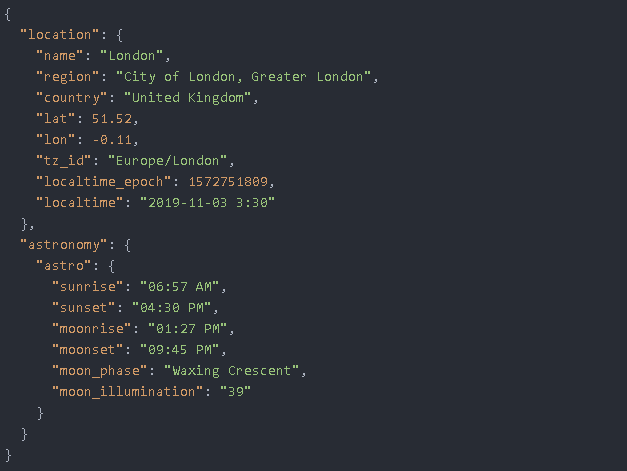 {
  "location": {
    "name": "London",
    "region": "City of London, Greater London",
    "country": "United Kingdom",
    "lat": 51.52,
    "lon": -0.11,
    "tz_id": "Europe/London",
    "localtime_epoch": 1572751809,
    "localtime": "2019-11-03 3:30"
  },
  "astronomy": {
    "astro": {
      "sunrise": "06:57 AM",
      "sunset": "04:30 PM",
      "moonrise": "01:27 PM",
      "moonset": "09:45 PM",
      "moon_phase": "Waxing Crescent",
      "moon_illumination": "39"
    }
  }
}